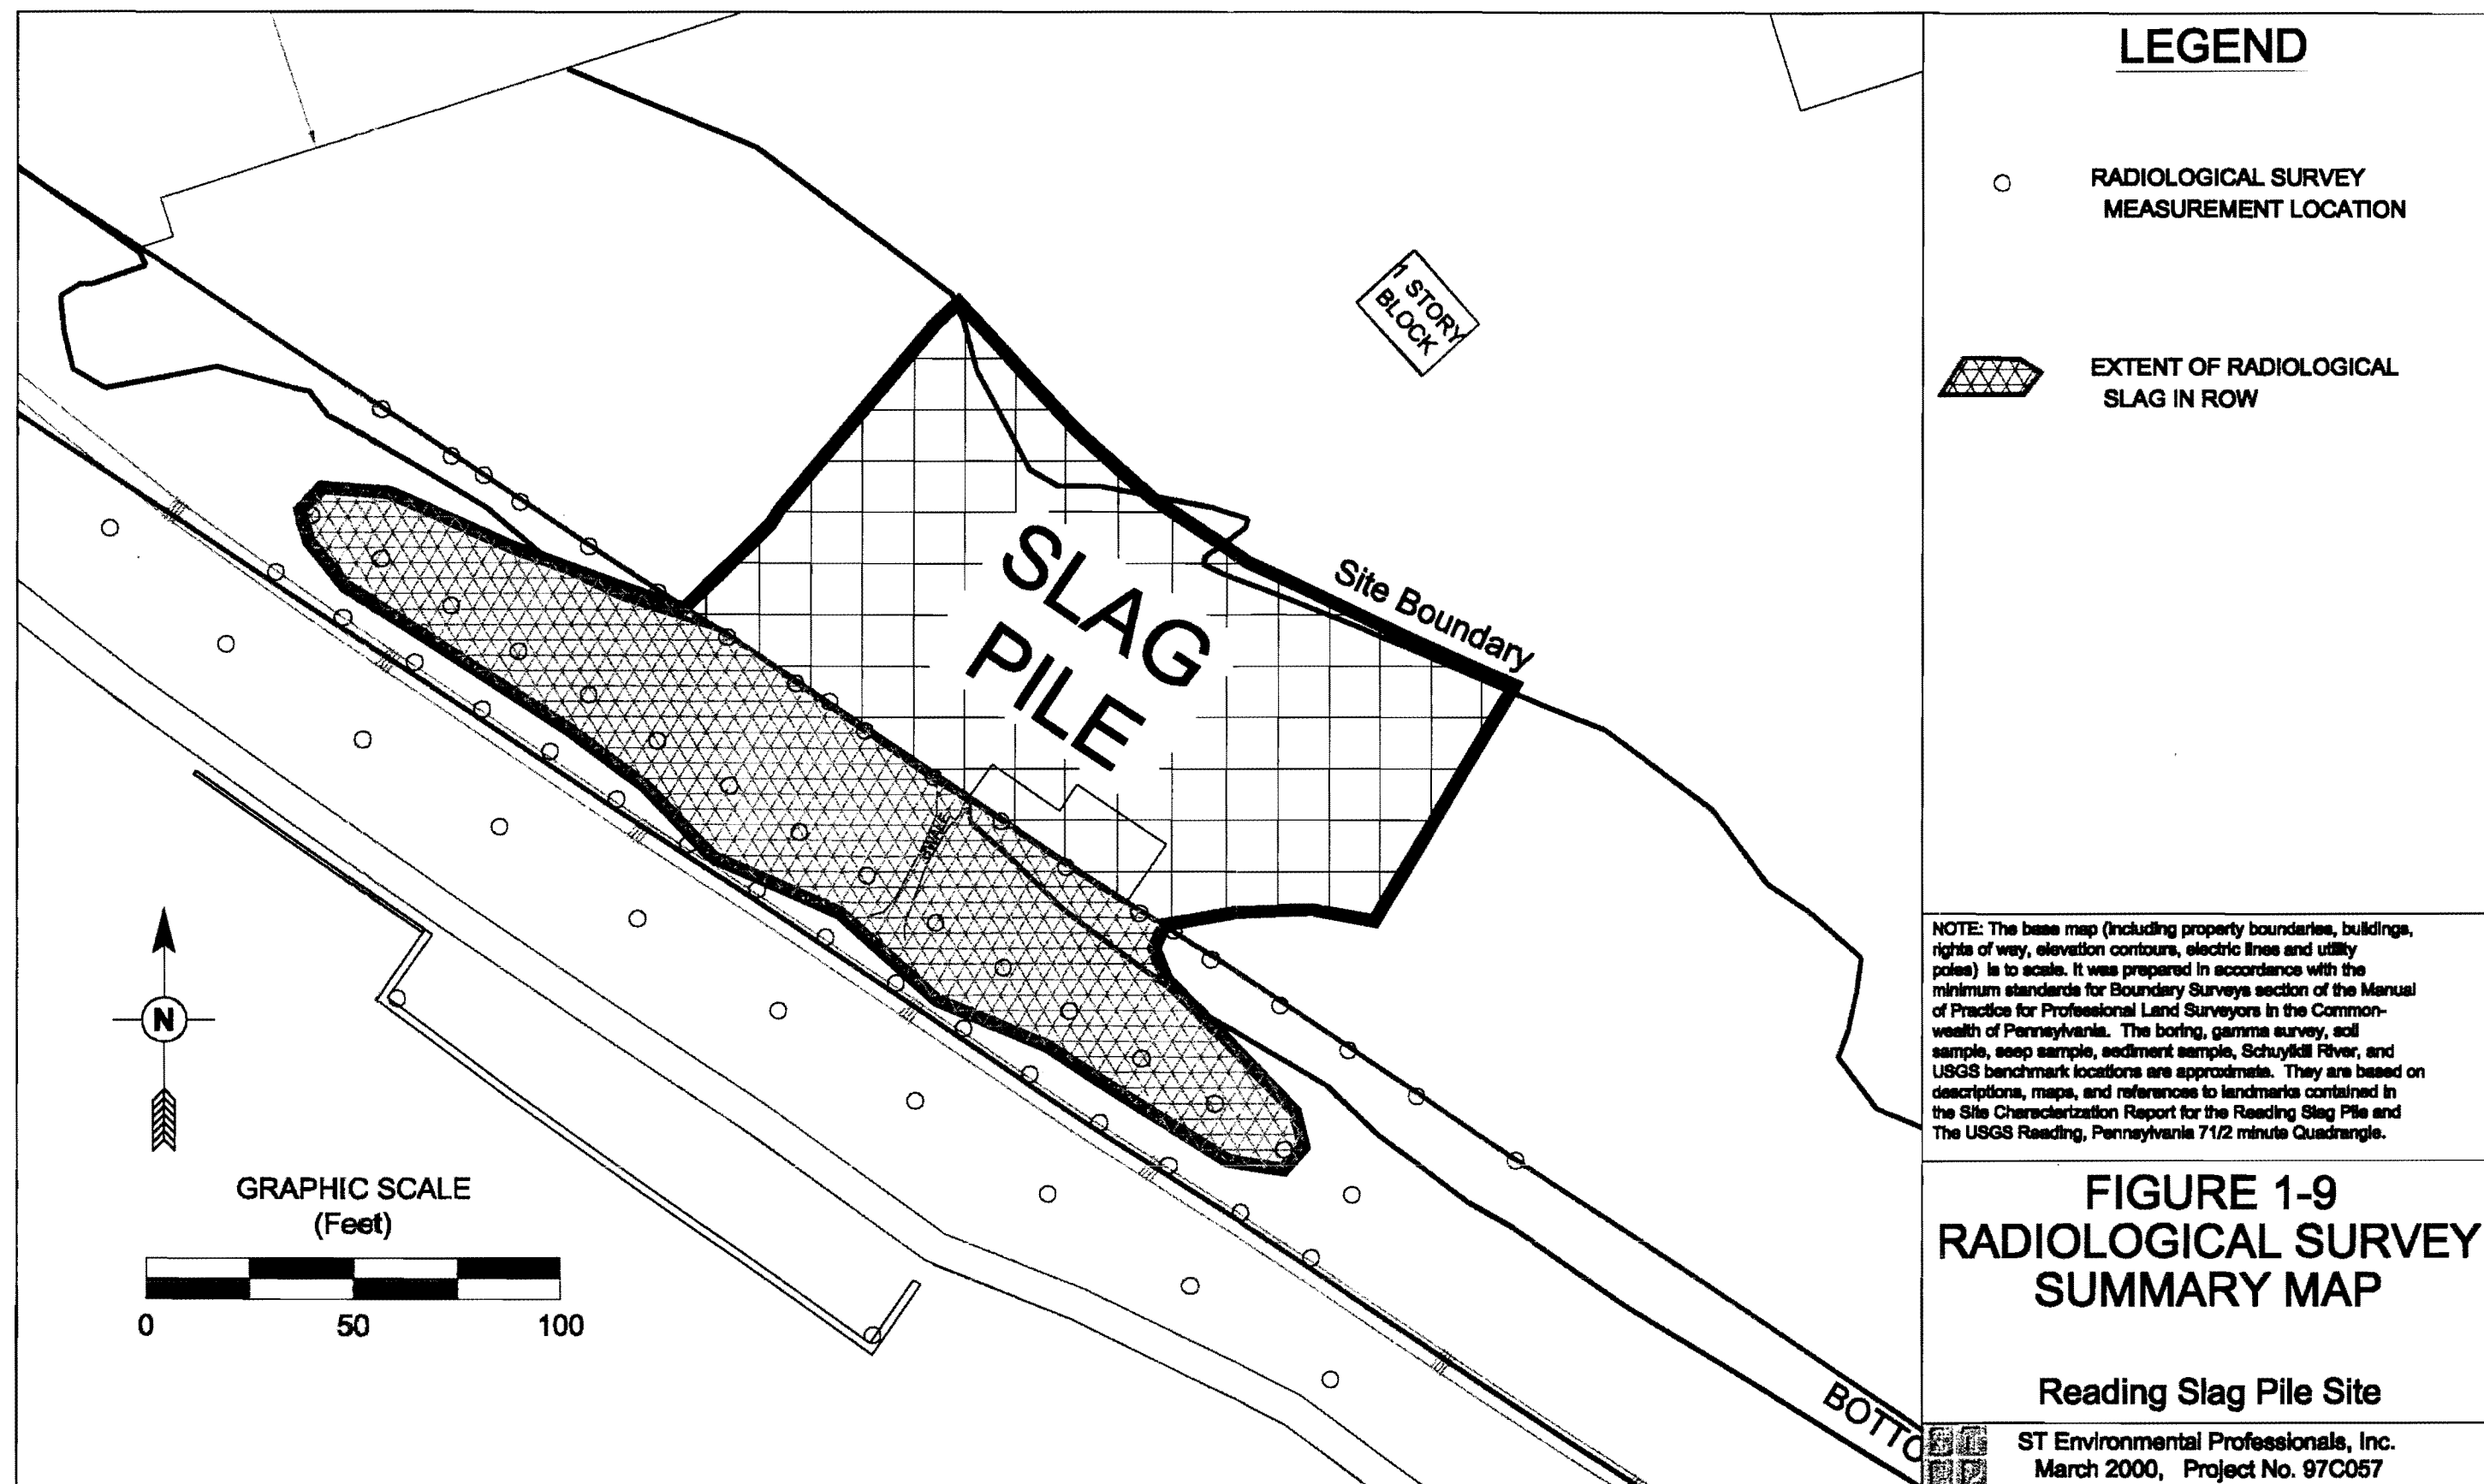 LEGEND
RADIOLOGICAL SURVEY
MEASUREMENT LOCATION
EXTENT OF RADIOLOGICAL
SLAG IN ROW
1 STORY
BLOCK
SLAG
PILE
Site Boundary
SWALE
N
GRAPHIC SCALE
(Feet)
0 50 100
BOTTO
NOTE: The base map (including property boundaries, buildings,
rights of way, elevation contours, electric lines and utility
poles) is to scale. It was prepared in accordance with the
minimum standards for Boundary Surveys section of the Manual
of Practice for Professional Land Surveyors in the Common-
wealth of Pennsylvania. The boring, gamma survey, soil
sample, seep sample, sediment sample, Schuylkill River, and
USGS benchmark locations are approximate. They are based on
descriptions, maps, and references to landmarks contained in
the Site Characterization Report for the Reading Slag Pile and
The USGS Reading, Pennsylvania 71/2 minute Quadrangle.
FIGURE 1-9
RADIOLOGICAL SURVEY
SUMMARY MAP
Reading Slag Pile Site
ST Environmental Professionals, Inc.
March 2000, Project No. 97C057